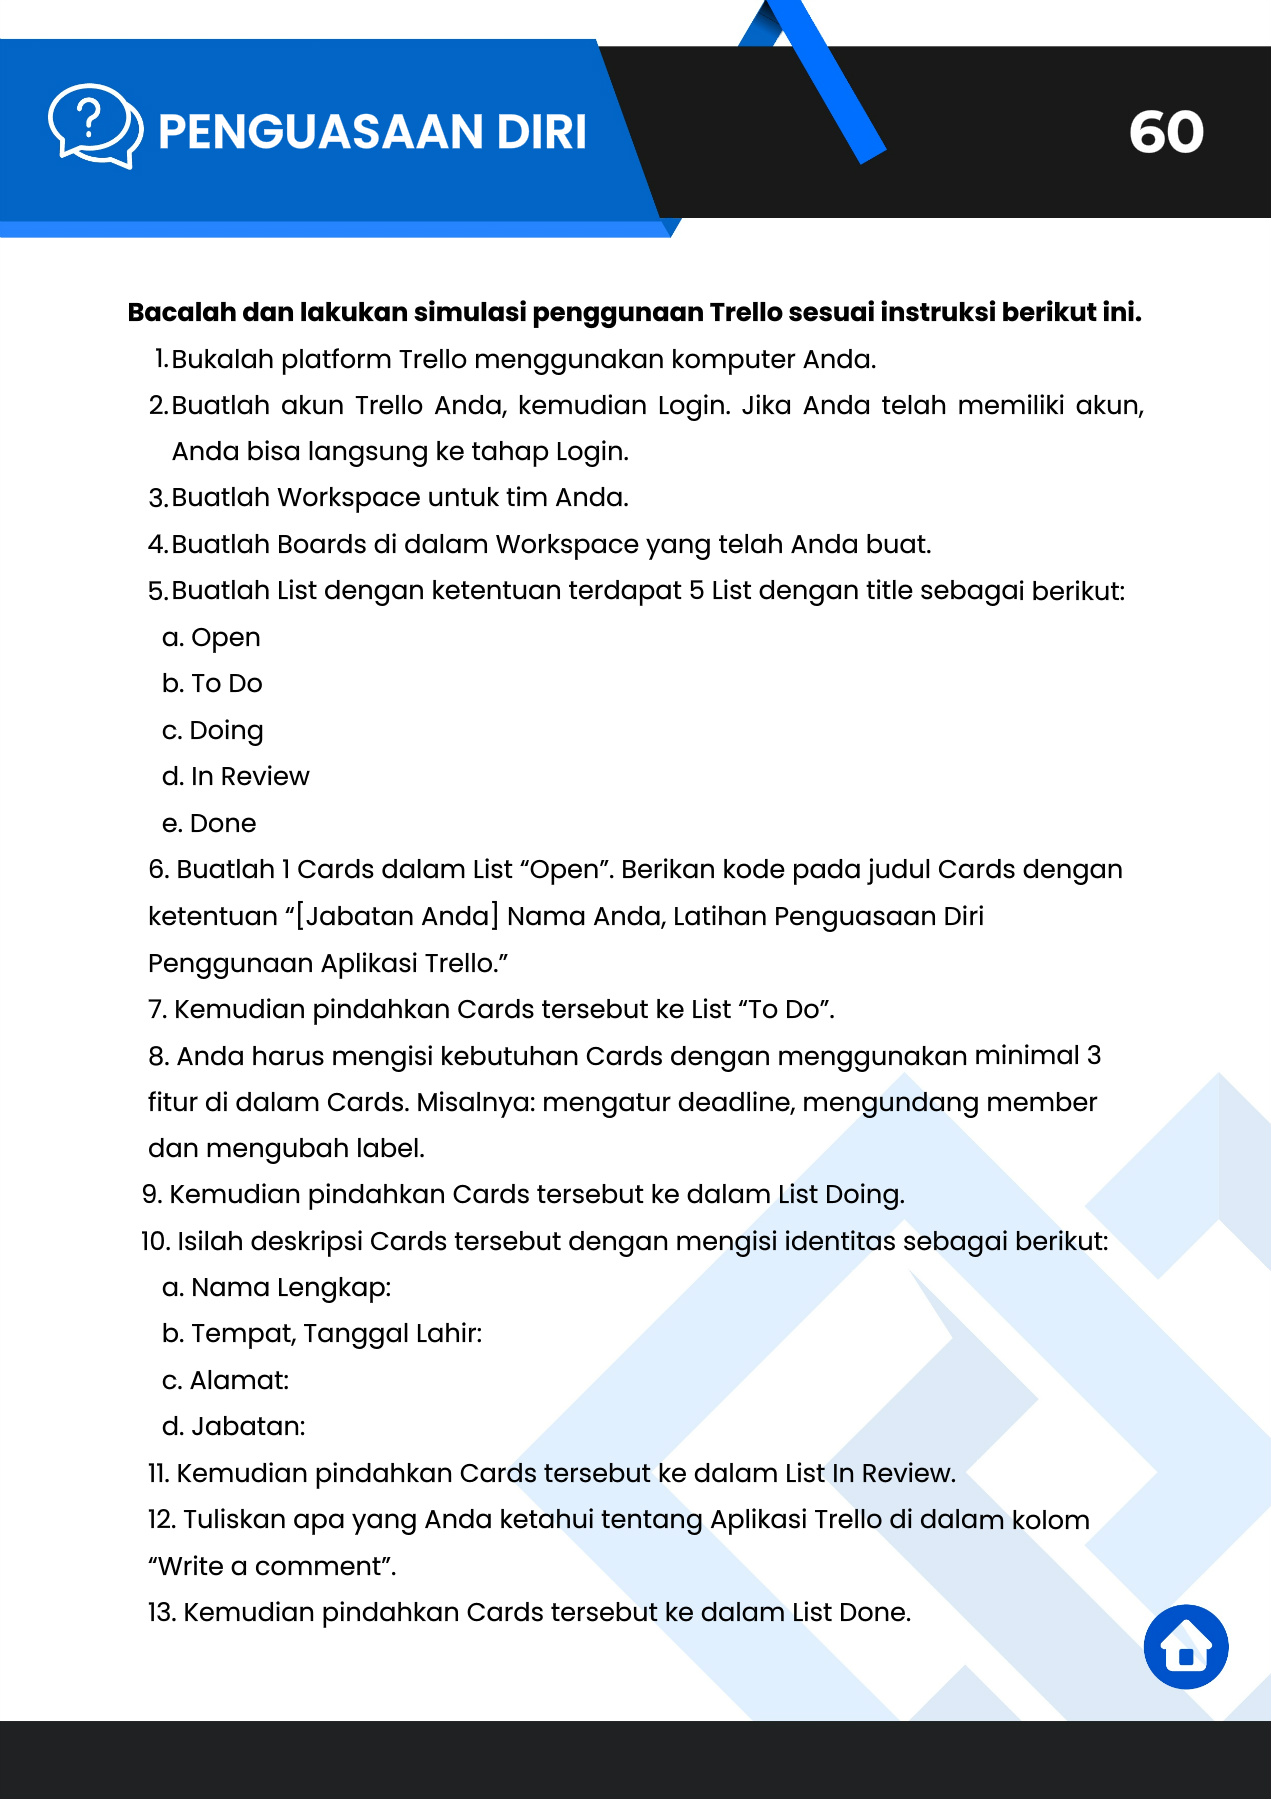 PENGUASAAN DIRI
60
Bacalah dan lakukan simulasi penggunaan Trello sesuai instruksi berikut ini.
1. Bukalah platform Trello menggunakan komputer Anda.
2. Buatlah akun Trello Anda, kemudian Login. Jika Anda telah memiliki akun,
Anda bisa langsung ke tahap Login.
3. Buatlah Workspace untuk tim Anda.
4. Buatlah Boards di dalam Workspace yang telah Anda buat.
5. Buatlah List dengan ketentuan terdapat 5 List dengan title sebagai berikut:
a. Open
b. To Do
c. Doing
d. In Review
e. Done
6. Buatlah 1 Cards dalam List “Open”. Berikan kode pada judul Cards dengan
ketentuan “[Jabatan Anda] Nama Anda, Latihan Penguasaan Diri
Penggunaan Aplikasi Trello.”
7. Kemudian pindahkan Cards tersebut ke List “To Do”.
8. Anda harus mengisi kebutuhan Cards dengan menggunakan minimal 3
fitur di dalam Cards. Misalnya: mengatur deadline, mengundang member
dan mengubah label.
9. Kemudian pindahkan Cards tersebut ke dalam List Doing.
10. Isilah deskripsi Cards tersebut dengan mengisi identitas sebagai berikut:
a. Nama Lengkap:
b. Tempat, Tanggal Lahir:
c. Alamat:
d. Jabatan:
11. Kemudian pindahkan Cards tersebut ke dalam List In Review.
12. Tuliskan apa yang Anda ketahui tentang Aplikasi Trello di dalam kolom
“Write a comment”.
13. Kemudian pindahkan Cards tersebut ke dalam List Done.